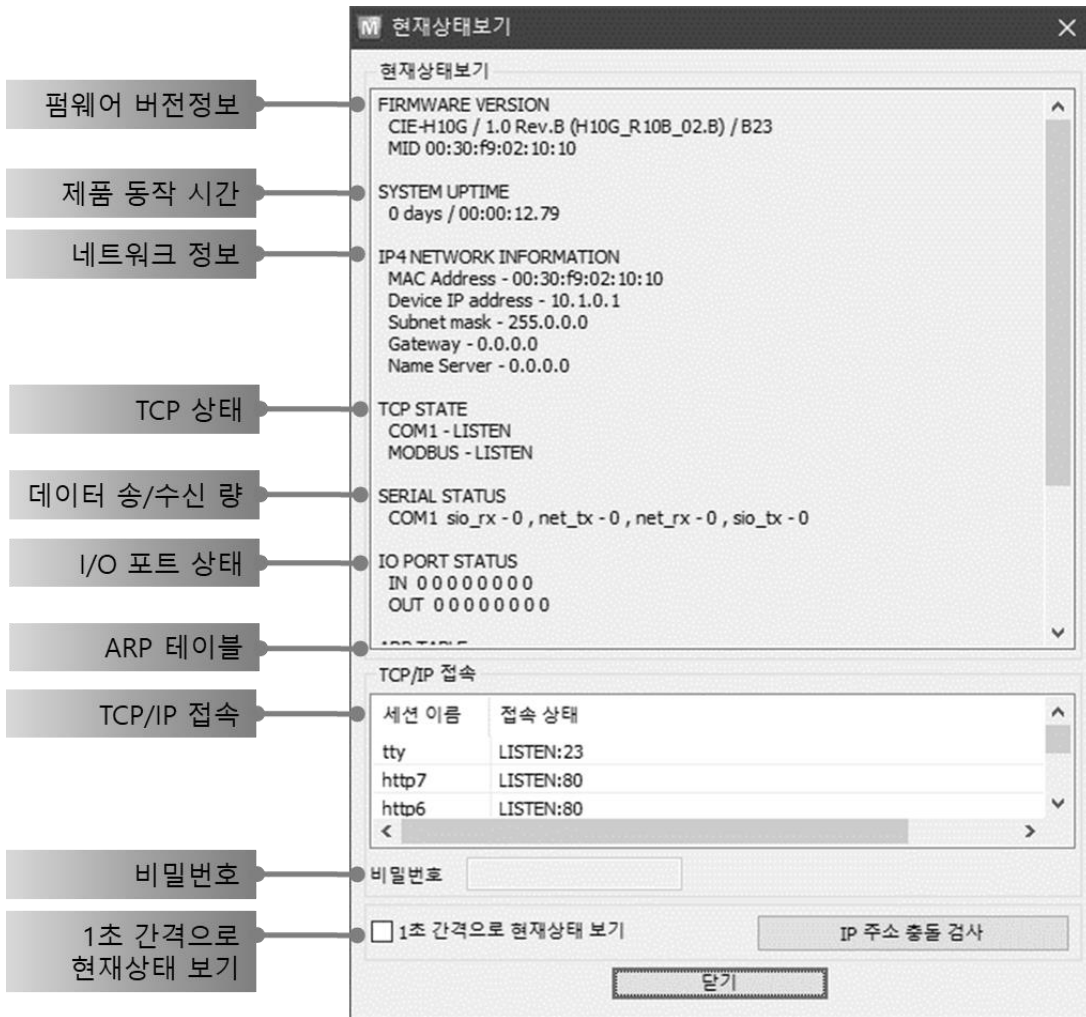 현재상태보기
현재상태보기
펌웨어 버전정보
FIRMWARE VERSION
CIE-H10G / 1.0 Rev.B (H10G_R10B_02.B) / B23
MID 00:30:f9:02:10:10
제품 동작 시간
SYSTEM UPTIME
0 days / 00:00:12.79
네트워크 정보
IP4 NETWORK INFORMATION
MAC Address - 00:30:f9:02:10:10
Device IP address - 10.1.0.1
Subnet mask - 255.0.0.0
Gateway - 0.0.0.0
Name Server - 0.0.0.0
TCP 상태
TCP STATE
COM1 - LISTEN
MODBUS - LISTEN
데이터 송/수신 량
SERIAL STATUS
COM1 sio_rx - 0 , net_tx - 0 , net_rx - 0 , sio_tx - 0
I/O 포트 상태
IO PORT STATUS
IN 0 0 0 0 0 0 0 0
OUT 0 0 0 0 0 0 0 0
ARP 테이블
ARP TABLE
TCP/IP 접속
TCP/IP 접속
세션 이름 접속 상태
tty LISTEN:23
http7 LISTEN:80
http6 LISTEN:80
비밀번호
비밀번호
1초 간격으로
현재상태 보기
1초 간격으로 현재상태 보기
IP 주소 충돌 검사
닫기